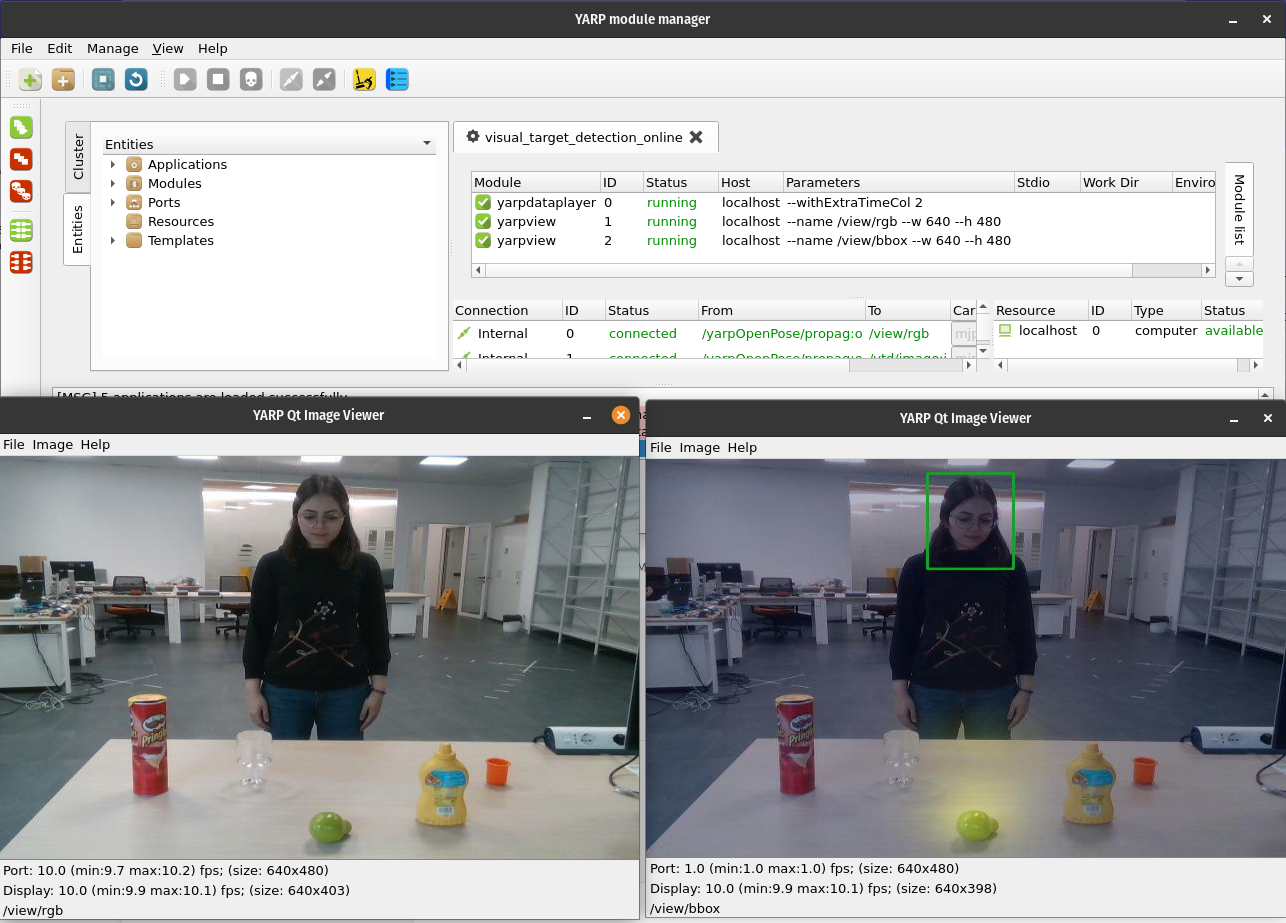 YARP module manager
File Edit Manage View Help
Cluster
Entities
Entities
Applications
Modules
Ports
Resources
Templates
visual_target_detection_online
Module ID Status Host Parameters Stdio Work Dir Enviro
yarpdataplayer 0 running localhost --withExtraTimeCol 2
yarpview 1 running localhost --name /view/rgb --w 640 --h 480
yarpview 2 running localhost --name /view/bbox --w 640 --h 480
Module list
Connection ID Status From To Car
Internal 0 connected /yarpOpenPose/propag:o /view/rgb mjp
Internal 1 connected /yarpOpenPose/propag:o /vtd/image:i
Resource ID Type Status
localhost 0 computer available
[MSG] 5 applications are loaded successfully
YARP Qt Image Viewer
File Image Help
Pringles
Port: 10.0 (min:9.7 max:10.2) fps; (size: 640x480)
Display: 10.0 (min:9.9 max:10.1) fps; (size: 640x403)
/view/rgb
YARP Qt Image Viewer
File Image Help
Pringles
Port: 1.0 (min:1.0 max:1.0) fps; (size: 640x480)
Display: 10.0 (min:9.9 max:10.1) fps; (size: 640x398)
/view/bbox